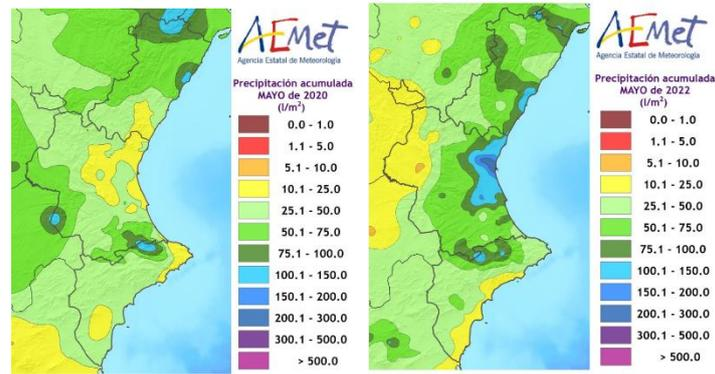 AEMet
Agencia Estatal de Meteorología
Precipitación acumulada
MAYO de 2020
(l/m²)
0.0 - 1.0
1.1 - 5.0
5.1 - 10.0
10.1 - 25.0
25.1 - 50.0
50.1 - 75.0
75.1 - 100.0
100.1 - 150.0
150.1 - 200.0
200.1 - 300.0
300.1 - 500.0
> 500.0
AEMet
Agencia Estatal de Meteorología
Precipitación acumulada
MAYO de 2022
(l/m²)
0.0 - 1.0
1.1 - 5.0
5.1 - 10.0
10.1 - 25.0
25.1 - 50.0
50.1 - 75.0
75.1 - 100.0
100.1 - 150.0
150.1 - 200.0
200.1 - 300.0
300.1 - 500.0
> 500.0